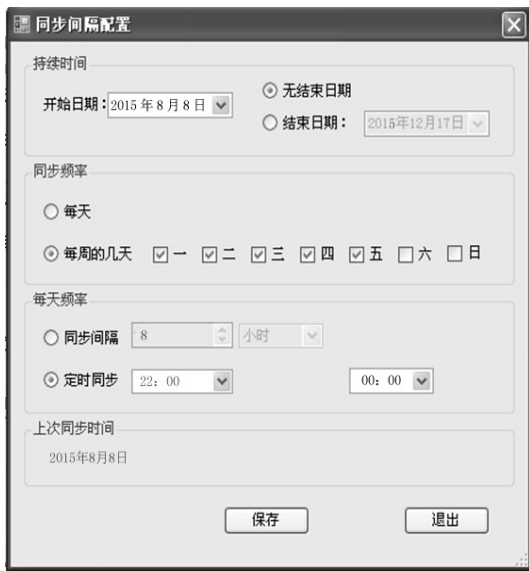 同步间隔配置
持续时间
开始日期：2015 年 8 月 8 日
无结束日期
结束日期： 2015年12月17日
同步频率
每天
每周的几天 一 二 三 四 五 六 日
每天频率
同步间隔 8 小时
定时同步 22：00 00：00
上次同步时间
2015年8月8日
保存 退出